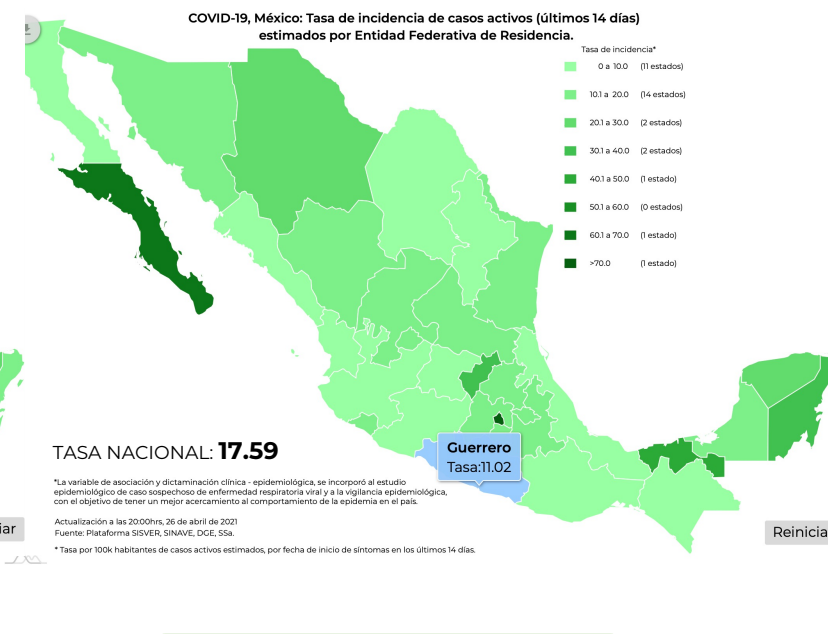 COVID-19, México: Tasa de incidencia de casos activos (últimos 14 días)
estimados por Entidad Federativa de Residencia.
Tasa de incidencia*
0 a 10.0 (11 estados)
10.1 a 20.0 (14 estados)
20.1 a 30.0 (2 estados)
30.1 a 40.0 (2 estados)
40.1 a 50.0 (1 estado)
50.1 a 60.0 (0 estados)
60.1 a 70.0 (1 estado)
>70.0 (1 estado)
Guerrero
Tasa:11.02
TASA NACIONAL: 17.59
*La variable de asociación y dictaminación clínica - epidemiológica, se incorporó al estudio
epidemiológico de caso sospechoso de enfermedad respiratoria viral y a la vigilancia epidemiológica,
con el objetivo de tener un mejor acercamiento al comportamiento de la epidemia en el país.
Actualización a las 20:00hrs, 26 de abril de 2021
Fuente: Plataforma SISVER, SINAVE, DGE, SSa.
* Tasa por 100k habitantes de casos activos estimados, por fecha de inicio de síntomas en los últimos 14 días.
iar
Reinicia